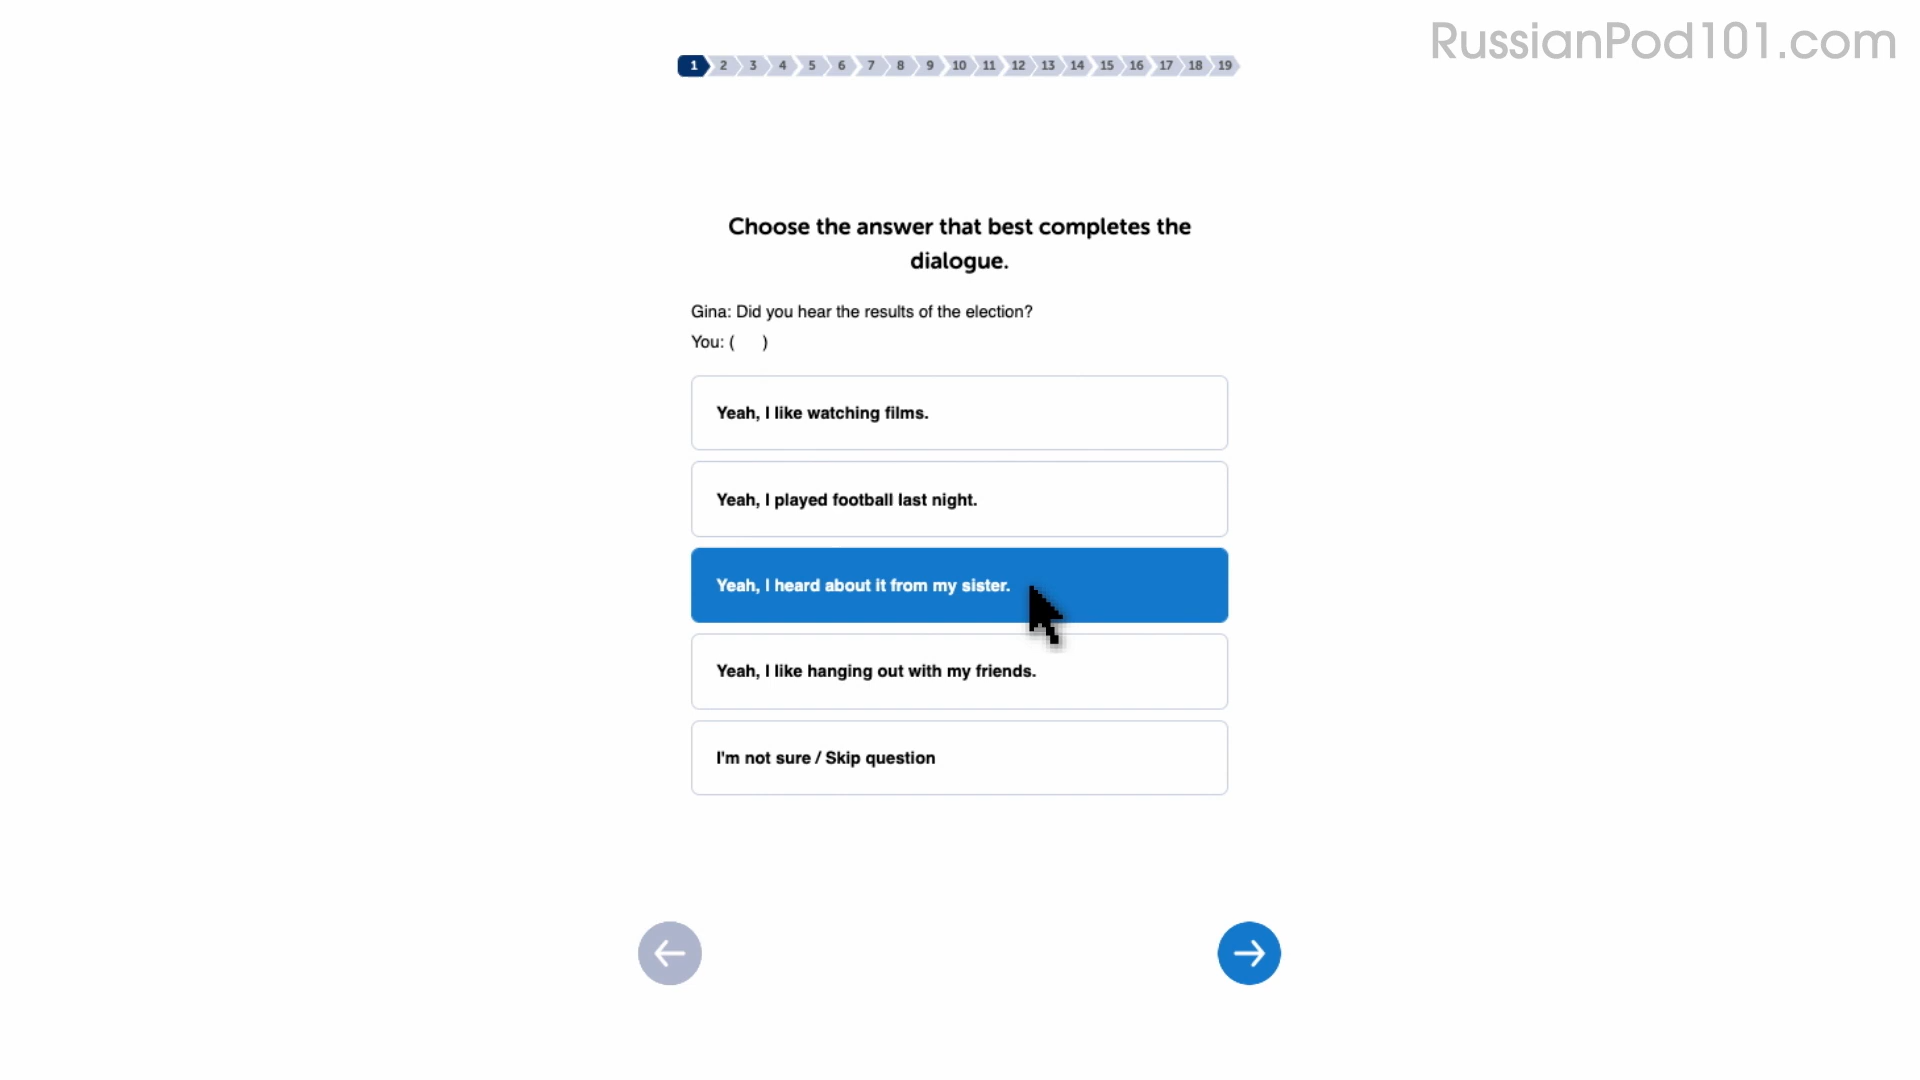 RussianPod101.com
1 2 3 4 5 6 7 8 9 10 11 12 13 14 15 16 17 18 19
Choose the answer that best completes the
dialogue.
Gina: Did you hear the results of the election?
You: (     )
Yeah, I like watching films.
Yeah, I played football last night.
Yeah, I heard about it from my sister.
Yeah, I like hanging out with my friends.
I'm not sure / Skip question